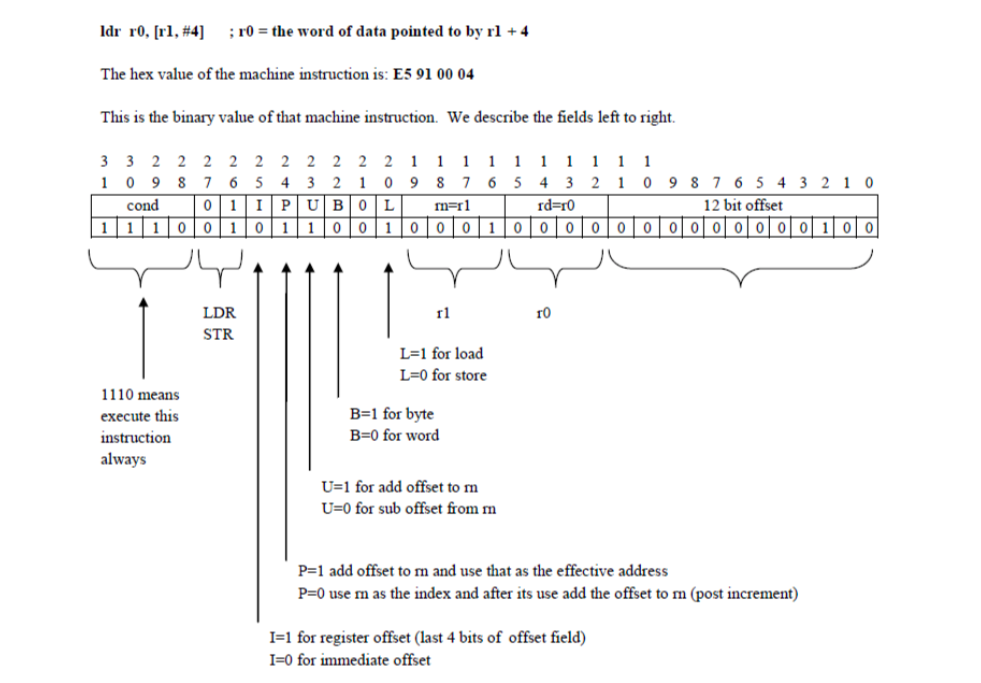 ldr r0, [r1, #4] ; r0 = the word of data pointed to by r1 + 4
The hex value of the machine instruction is: E5 91 00 04
This is the binary value of that machine instruction. We describe the fields left to right.
3 3 2 2 2 2 2 2 2 2 2 2 1 1 1 1 1 1 1 1 1 1
1 0 9 8 7 6 5 4 3 2 1 0 9 8 7 6 5 4 3 2 1 0 9 8 7 6 5 4 3 2 1 0
cond 0 1 I P U B 0 L rn=r1 rd=r0 12 bit offset
1 1 1 0 0 1 0 1 1 0 0 1 0 0 0 1 0 0 0 0 0 0 0 0 0 0 0 0 0 1 0 0
LDR r1 r0
STR
L=1 for load
L=0 for store
1110 means
execute this
instruction
always
B=1 for byte
B=0 for word
U=1 for add offset to rn
U=0 for sub offset from rn
P=1 add offset to rn and use that as the effective address
P=0 use rn as the index and after its use add the offset to rn (post increment)
I=1 for register offset (last 4 bits of offset field)
I=0 for immediate offset